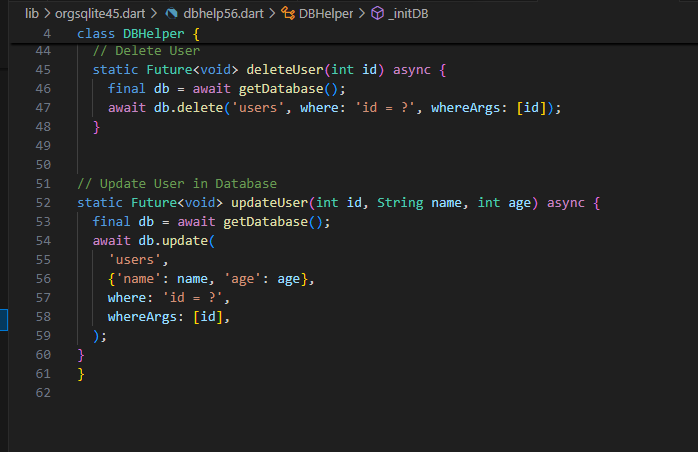 lib > orgsqlite45.dart > dbhelp56.dart > DBHelper > _initDB
4 class DBHelper {
44 // Delete User
45 static Future<void> deleteUser(int id) async {
46 final db = await getDatabase();
47 await db.delete('users', where: 'id = ?', whereArgs: [id]);
48 }
49
50
51 // Update User in Database
52 static Future<void> updateUser(int id, String name, int age) async {
53 final db = await getDatabase();
54 await db.update(
55 'users',
56 {'name': name, 'age': age},
57 where: 'id = ?',
58 whereArgs: [id],
59 );
60 }
61 }
62